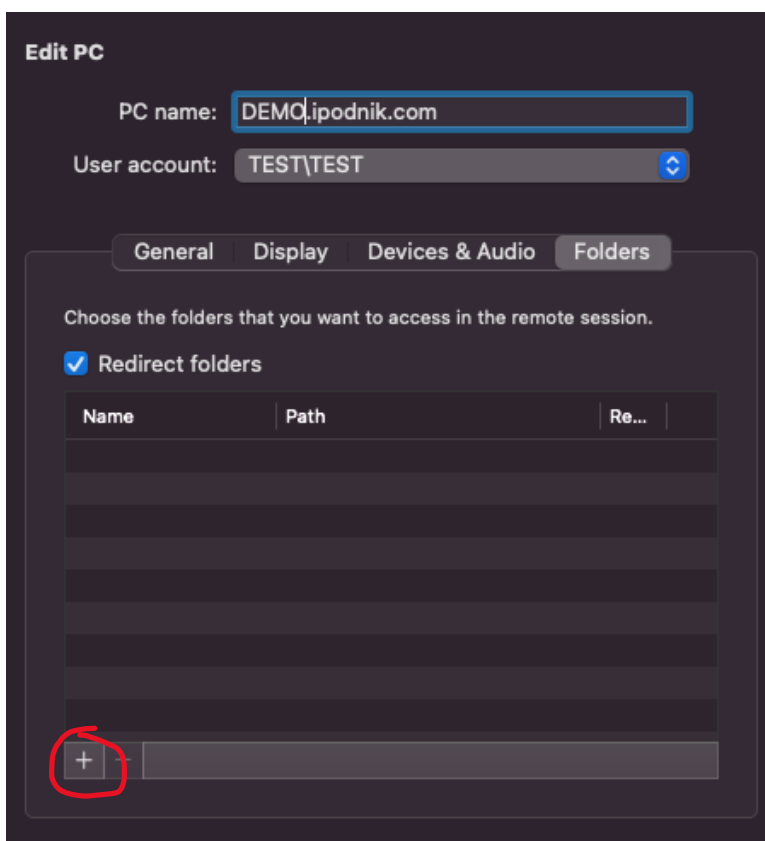 Edit PC
PC name: DEMO.ipodnik.com
User account: TEST\TEST
General Display Devices & Audio Folders
Choose the folders that you want to access in the remote session.
Redirect folders
Name Path Re...
+ −